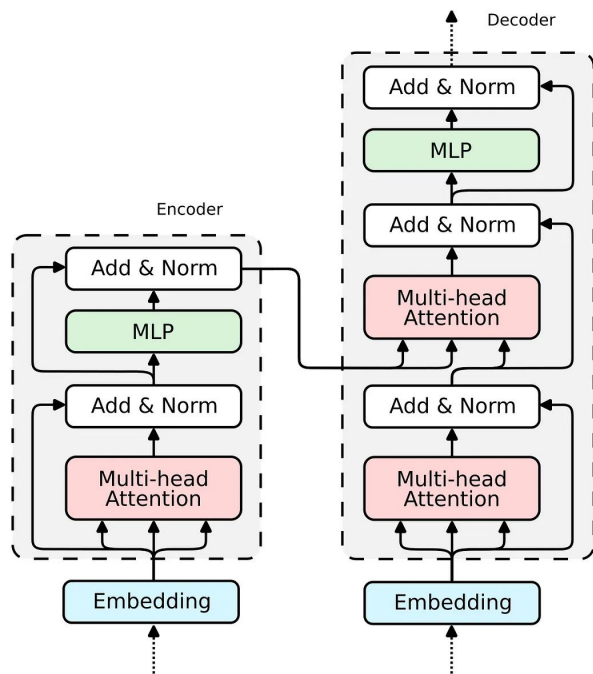 Decoder
Add & Norm
MLP
Add & Norm
Multi-head
Attention
Add & Norm
Multi-head
Attention
Embedding
Encoder
Add & Norm
MLP
Add & Norm
Multi-head
Attention
Embedding